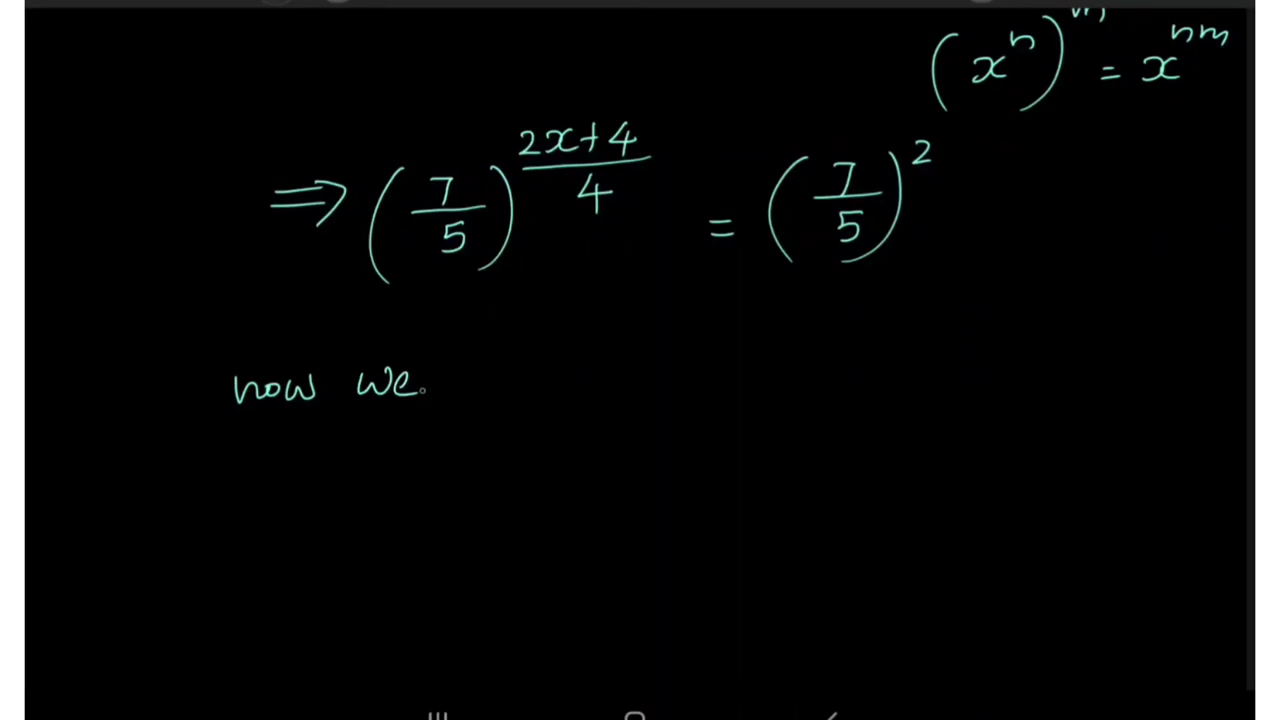 (x^n)^m = x^nm
⇒ (7/5)^((2x+4)/4) = (7/5)^2
now we